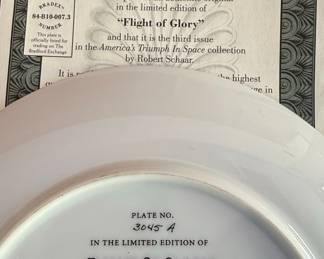 BRADEX
84-B10-007.3
NUMBER
This plate is
officially listed for
trading on The
Bradford Exchange
in the limited edition of
"Flight of Glory"
and that it is the third issue
in the America's Triumph In Space collection
by Robert Schaar.
It is
highest
in
PLATE NO.
3045 A
IN THE LIMITED EDITION OF